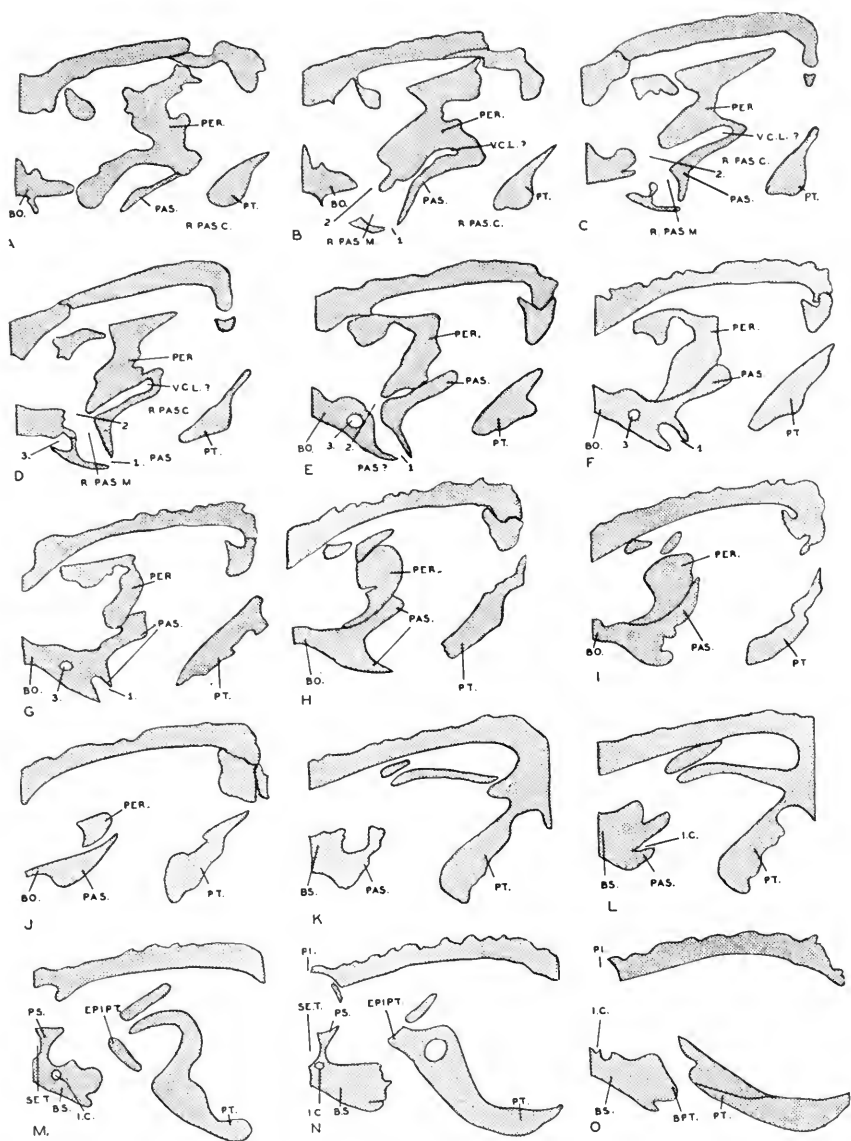 PER.
BO.
PAS.
R PAS C.
PT.
A
PER.
V.C.L. ?
BO.
PAS.
2
R PAS M.
1
R PAS C.
PT.
B
PER
V.C.L. ?
R PAS C.
2.
PAS.
R. PAS M
PT.
C
PER
V.C.L. ?
R PAS C
2
3.
1.
PAS
R PAS M
PT.
D
PER.
PAS.
BO.
3.
2.
PAS ?
1
PT.
E
PER.
PAS
BO.
3
1
PT.
F
PER
PAS.
BO.
3.
1.
PT.
G
PER.
PAS.
BO.
PT.
H
PER.
BO.
PAS.
PT
I
PER.
BO.
PAS.
PT.
J
BS.
PAS.
PT.
K
I.C.
BS.
PAS.
PT.
L
PS.
EPIPT.
SE.T.
BS.
I.C.
PT.
M.
P.I.
SE.T.
PS.
EPIPT.
I.C
B.S
PT.
N
P.I.
I.C.
BS.
B.P.T.
PT.
O